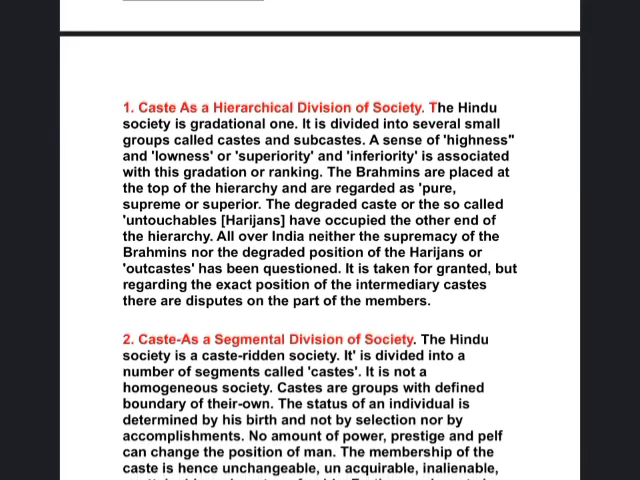 1. Caste As a Hierarchical Division of Society. The Hindu
society is gradational one. It is divided into several small
groups called castes and subcastes. A sense of 'highness"
and 'lowness' or 'superiority' and 'inferiority' is associated
with this gradation or ranking. The Brahmins are placed at
the top of the hierarchy and are regarded as 'pure,
supreme or superior. The degraded caste or the so called
'untouchables [Harijans] have occupied the other end of
the hierarchy. All over India neither the supremacy of the
Brahmins nor the degraded position of the Harijans or
'outcastes' has been questioned. It is taken for granted, but
regarding the exact position of the intermediary castes
there are disputes on the part of the members.
2. Caste-As a Segmental Division of Society. The Hindu
society is a caste-ridden society. It' is divided into a
number of segments called 'castes'. It is not a
homogeneous society. Castes are groups with defined
boundary of their-own. The status of an individual is
determined by his birth and not by selection nor by
accomplishments. No amount of power, prestige and pelf
can change the position of man. The membership of the
caste is hence unchangeable, un acquirable, inalienable,